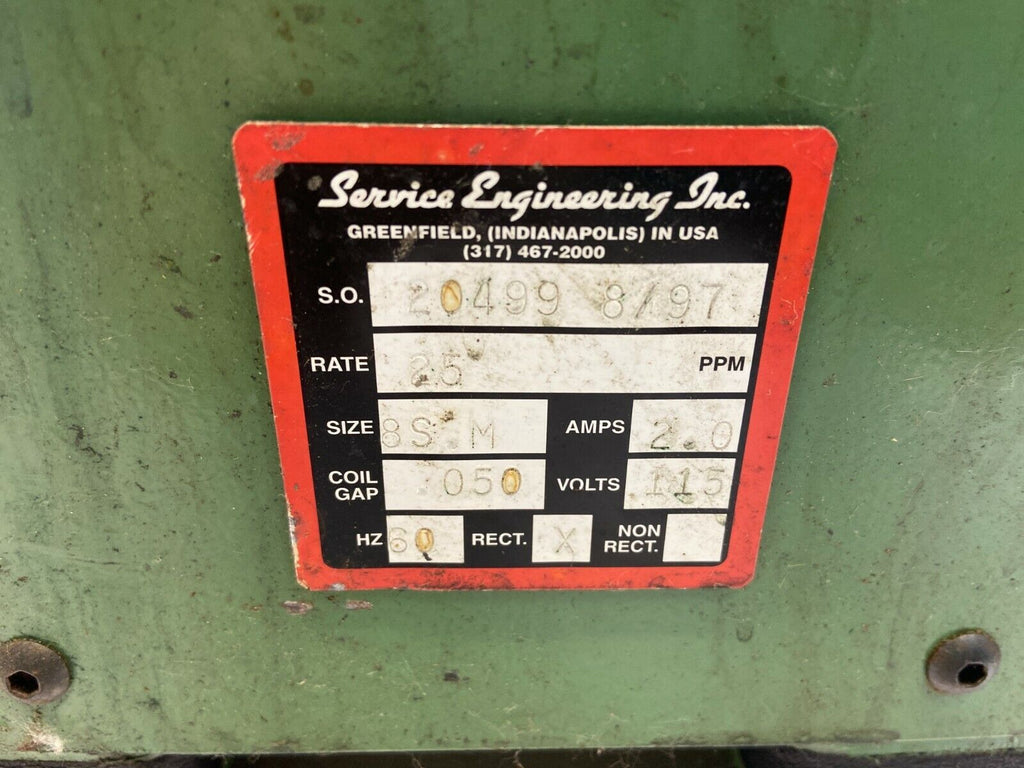 Service Engineering Inc.
GREENFIELD, (INDIANAPOLIS) IN USA
(317) 467-2000
S.O. 20499 8/97
RATE 25 PPM
SIZE 8S.M AMPS 2.0
COIL GAP .050 VOLTS 115
HZ 60 RECT. X NON RECT.